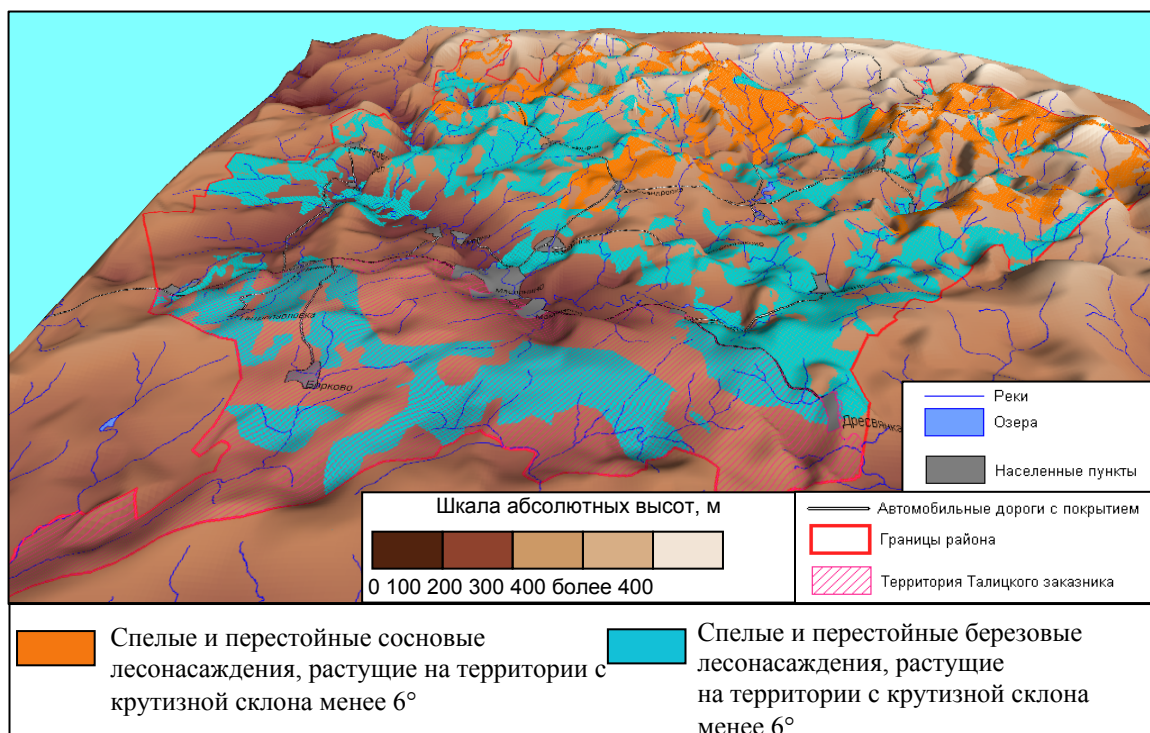 Барково
Дресвянка
Реки
Озера
Населенные пункты
Автомобильные дороги с покрытием
Границы района
Территория Талицкого заказника
Шкала абсолютных высот, м
0 100 200 300 400 более 400
Спелые и перестойные сосновые
лесонасаждения, растущие на территории с
крутизной склона менее 6°
Спелые и перестойные березовые
лесонасаждения, растущие
на территории с крутизной склона
менее 6°